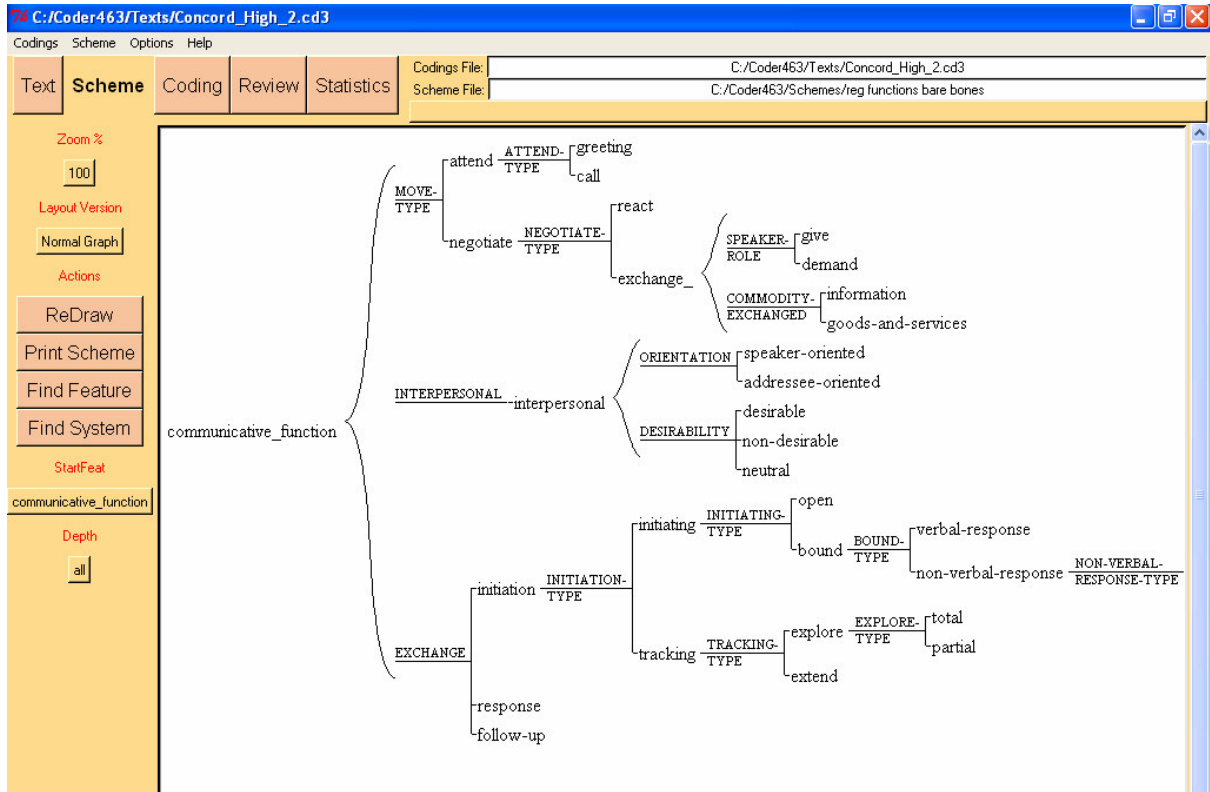 C:/Coder463/Texts/Concord_High_2.cd3
Codings Scheme Options Help
Text Scheme Coding Review Statistics
Codings File: C:/Coder463/Texts/Concord_High_2.cd3
Scheme File: C:/Coder463/Schemes/reg functions bare bones
Zoom %
100
Layout Version
Normal Graph
Actions
ReDraw
Print Scheme
Find Feature
Find System
StartFeat
communicative_function
Depth
all
communicative_function
MOVE-
TYPE
attend
ATTEND-
TYPE
greeting
call
negotiate
NEGOTIATE-
TYPE
react
exchange_
SPEAKER-
ROLE
give
demand
COMMODITY-
EXCHANGED
information
goods-and-services
INTERPERSONAL
interpersonal
ORIENTATION
speaker-oriented
addressee-oriented
DESIRABILITY
desirable
non-desirable
neutral
EXCHANGE
initiation
INITIATION-
TYPE
initiating
INITIATING-
TYPE
open
bound
BOUND-
TYPE
verbal-response
non-verbal-response
NON-VERBAL-
RESPONSE-TYPE
tracking
TRACKING-
TYPE
explore
EXPLORE-
TYPE
total
partial
extend
response
follow-up